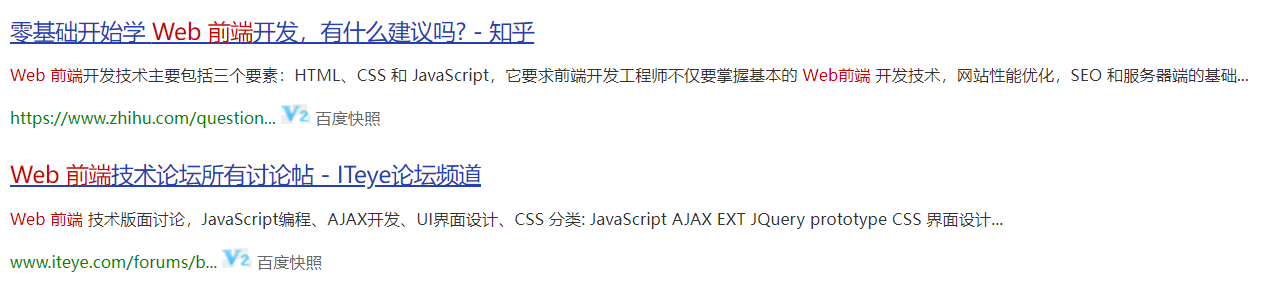 零基础开始学 Web 前端开发，有什么建议吗? - 知乎
Web 前端开发技术主要包括三个要素：HTML、CSS 和 JavaScript，它要求前端开发工程师不仅要掌握基本的 Web前端 开发技术，网站性能优化，SEO 和服务器端的基础...
https://www.zhihu.com/question... V2 百度快照
Web 前端技术论坛所有讨论帖 - ITeye论坛频道
Web 前端 技术版面讨论，JavaScript编程、AJAX开发、UI界面设计、CSS 分类: JavaScript AJAX EXT JQuery prototype CSS 界面设计...
www.iteye.com/forums/b... V2 百度快照